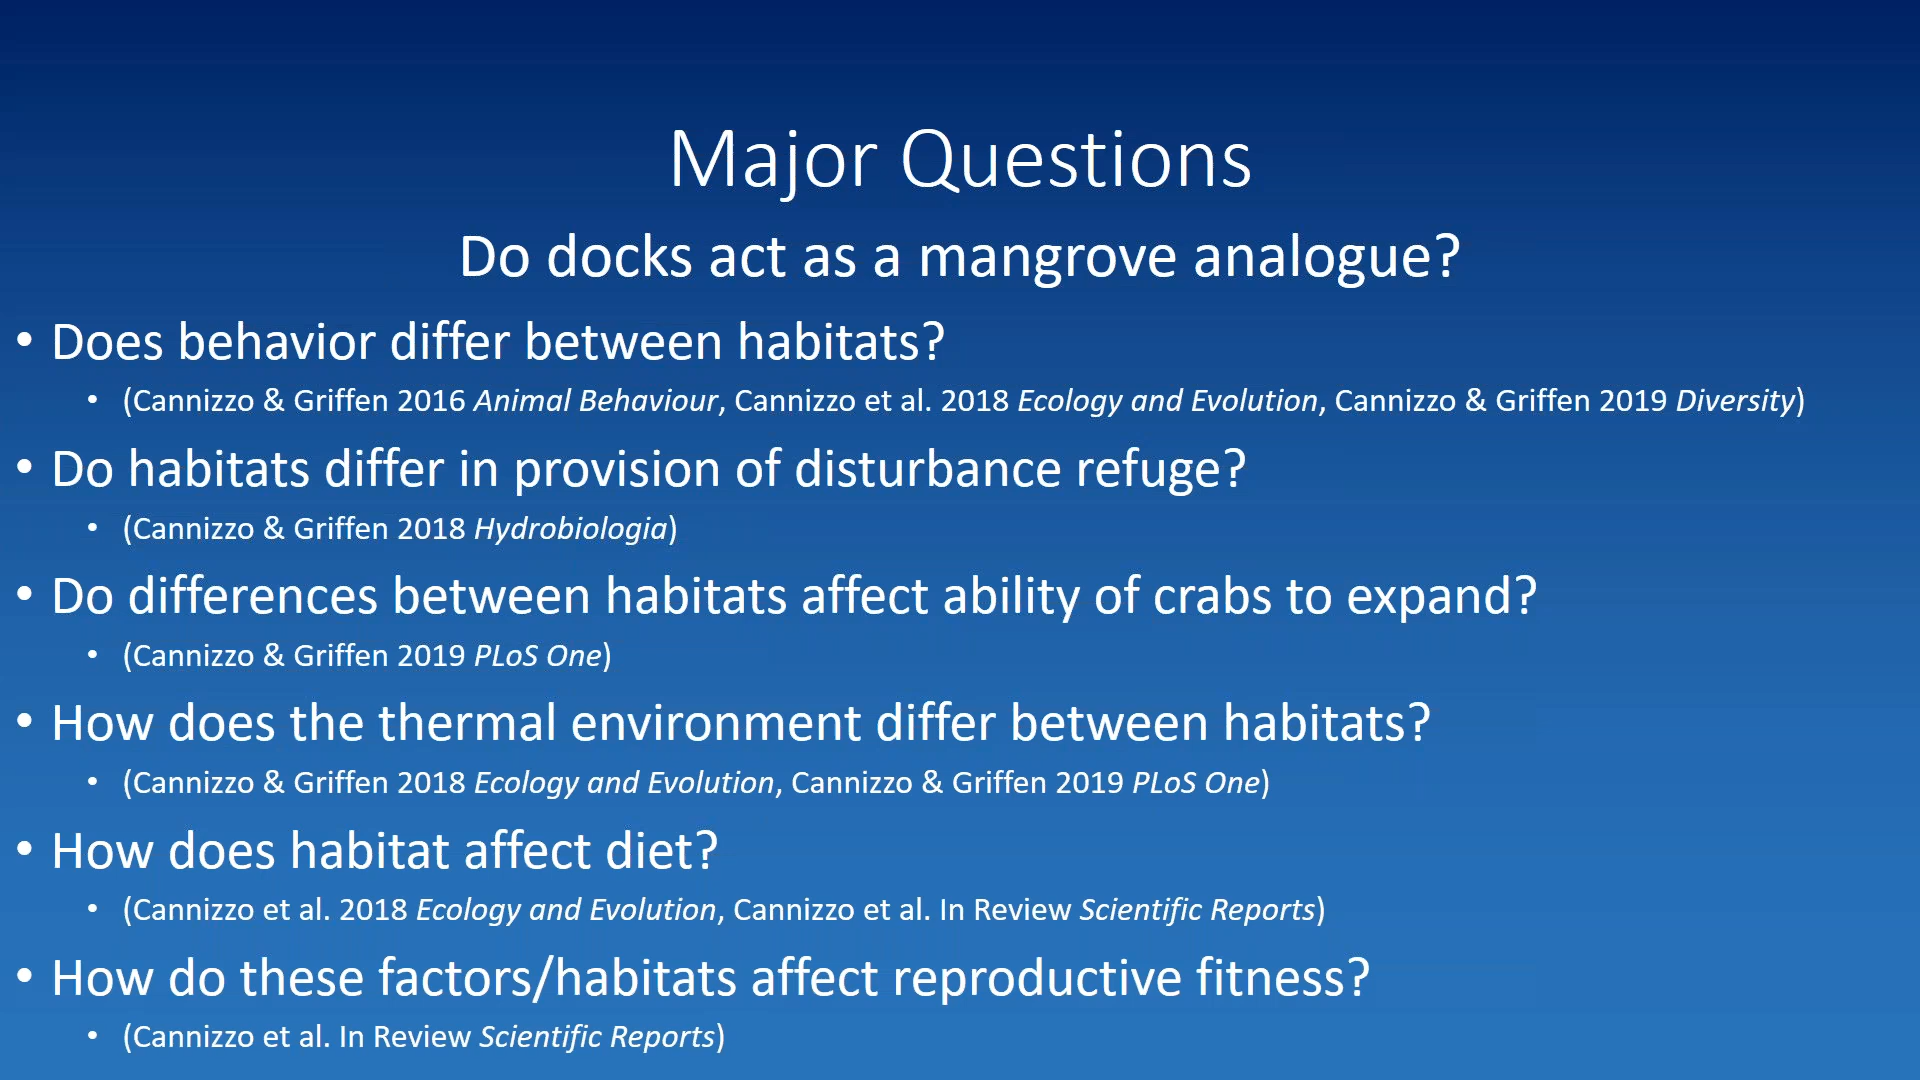 Major Questions
Do docks act as a mangrove analogue?
• Does behavior differ between habitats?
• (Cannizzo & Griffen 2016 Animal Behaviour, Cannizzo et al. 2018 Ecology and Evolution, Cannizzo & Griffen 2019 Diversity)
• Do habitats differ in provision of disturbance refuge?
• (Cannizzo & Griffen 2018 Hydrobiologia)
• Do differences between habitats affect ability of crabs to expand?
• (Cannizzo & Griffen 2019 PLoS One)
• How does the thermal environment differ between habitats?
• (Cannizzo & Griffen 2018 Ecology and Evolution, Cannizzo & Griffen 2019 PLoS One)
• How does habitat affect diet?
• (Cannizzo et al. 2018 Ecology and Evolution, Cannizzo et al. In Review Scientific Reports)
• How do these factors/habitats affect reproductive fitness?
• (Cannizzo et al. In Review Scientific Reports)